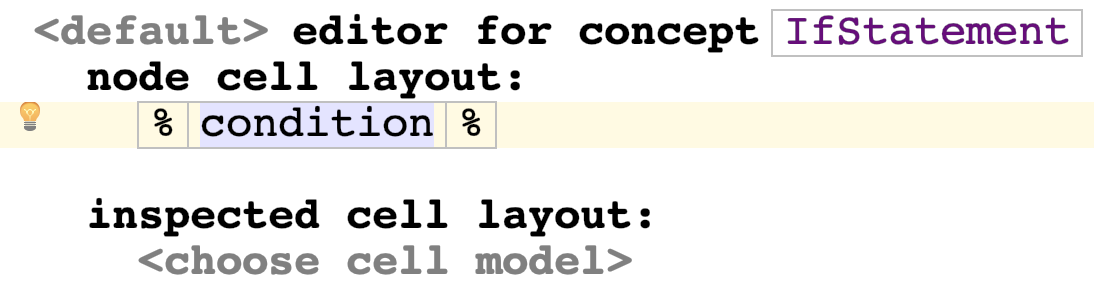 <default> editor for concept IfStatement
node cell layout:
% condition %
inspected cell layout:
<choose cell model>